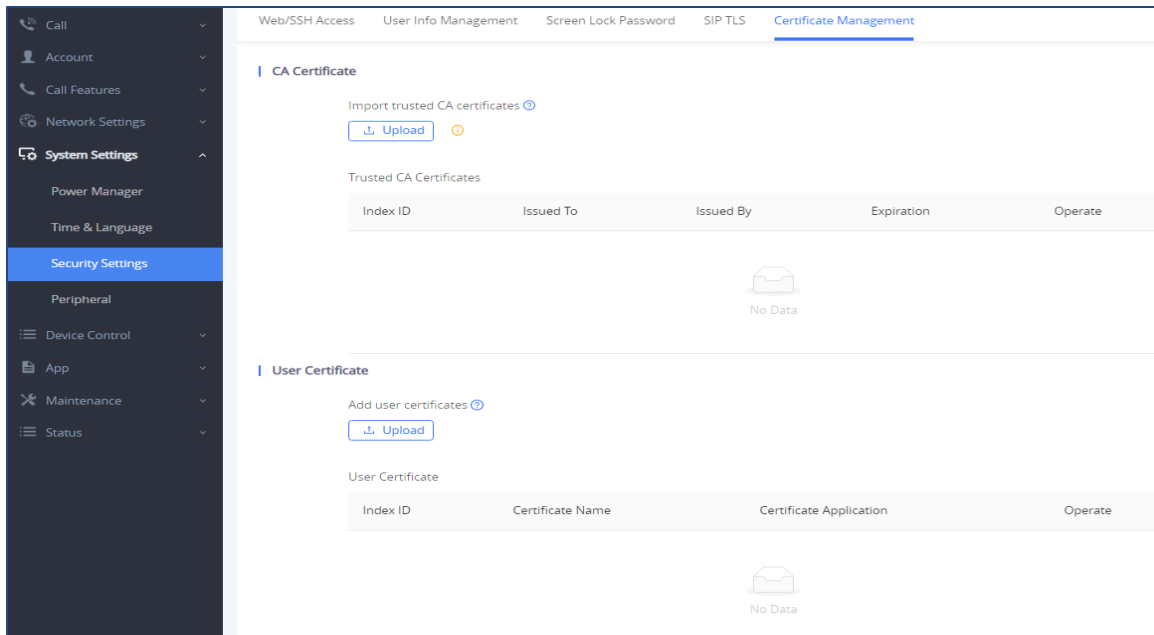 Call
Account
Call Features
Network Settings
System Settings
Power Manager
Time & Language
Security Settings
Peripheral
Device Control
App
Maintenance
Status
Web/SSH Access User Info Management Screen Lock Password SIP TLS Certificate Management
CA Certificate
Import trusted CA certificates
Upload
Trusted CA Certificates
Index ID Issued To Issued By Expiration Operate
No Data
User Certificate
Add user certificates
Upload
User Certificate
Index ID Certificate Name Certificate Application Operate
No Data